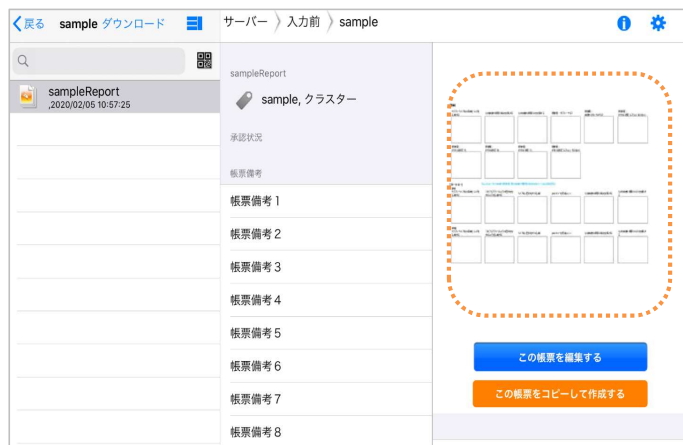 戻る sample ダウンロード
サーバー 入力前 sample
sampleReport
,2020/02/05 10:57:25
sampleReport
sample, クラスター
承認状況
帳票備考
帳票備考 1
帳票備考 2
帳票備考 3
帳票備考 4
帳票備考 5
帳票備考 6
帳票備考 7
帳票備考 8
この帳票を編集する
この帳票をコピーして作成する